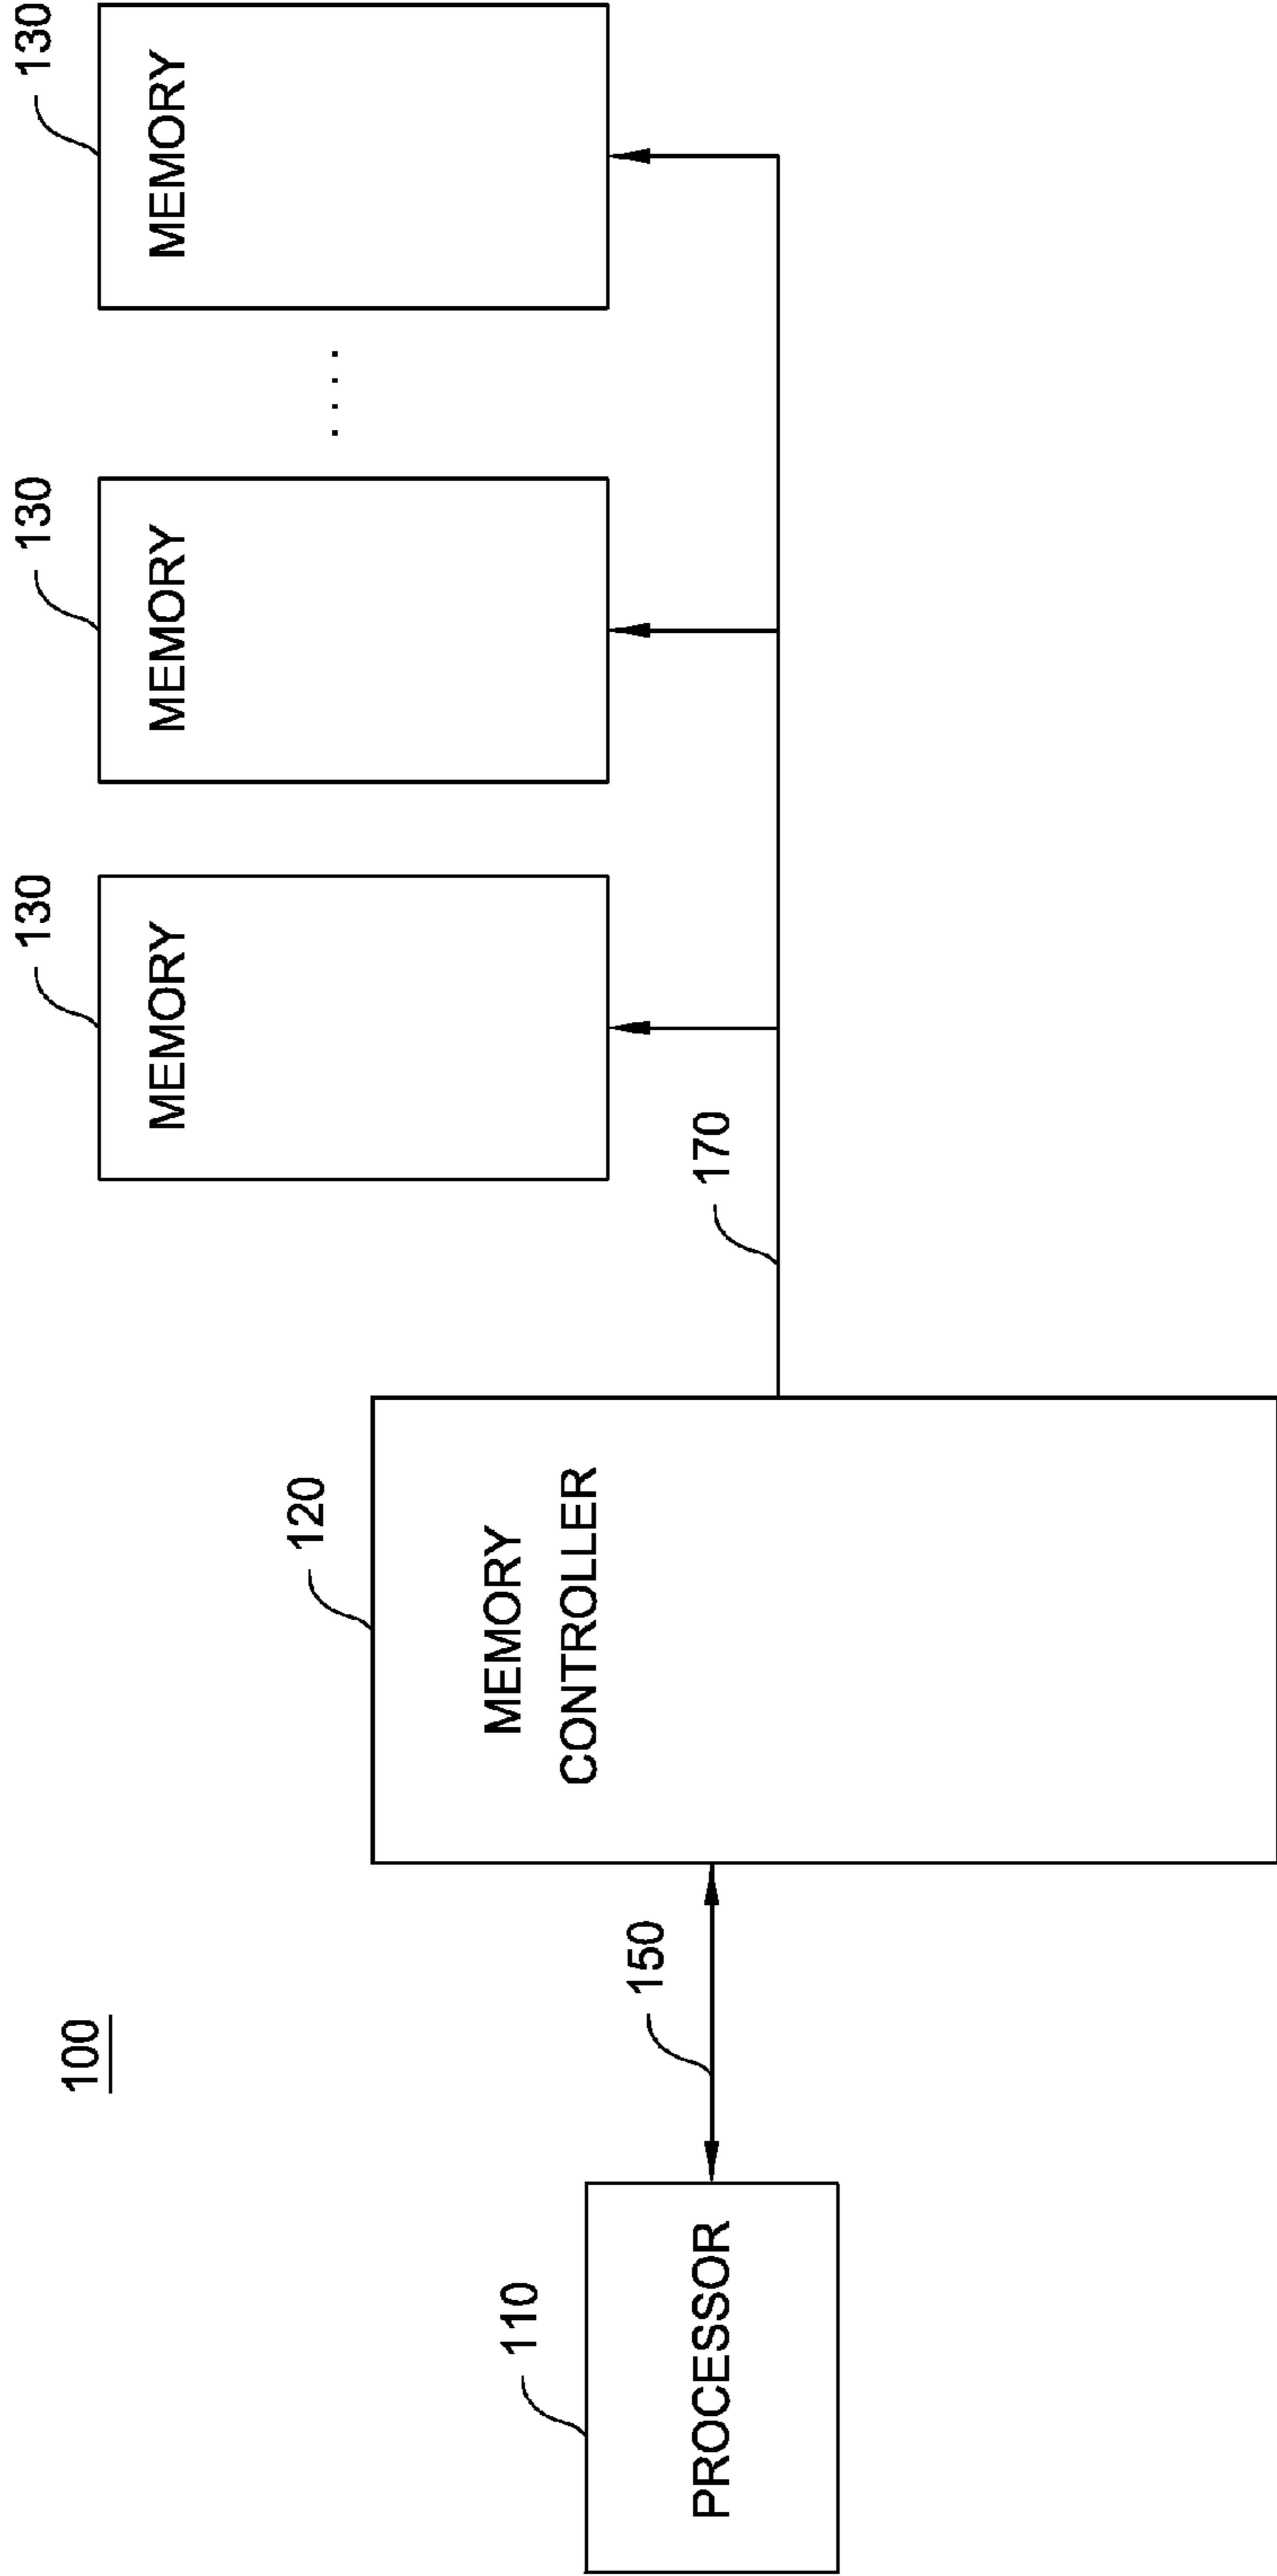 100
130
130
130
MEMORY
MEMORY
MEMORY
. . . .
120
MEMORY
CONTROLLER
110
150
170
PROCESSOR